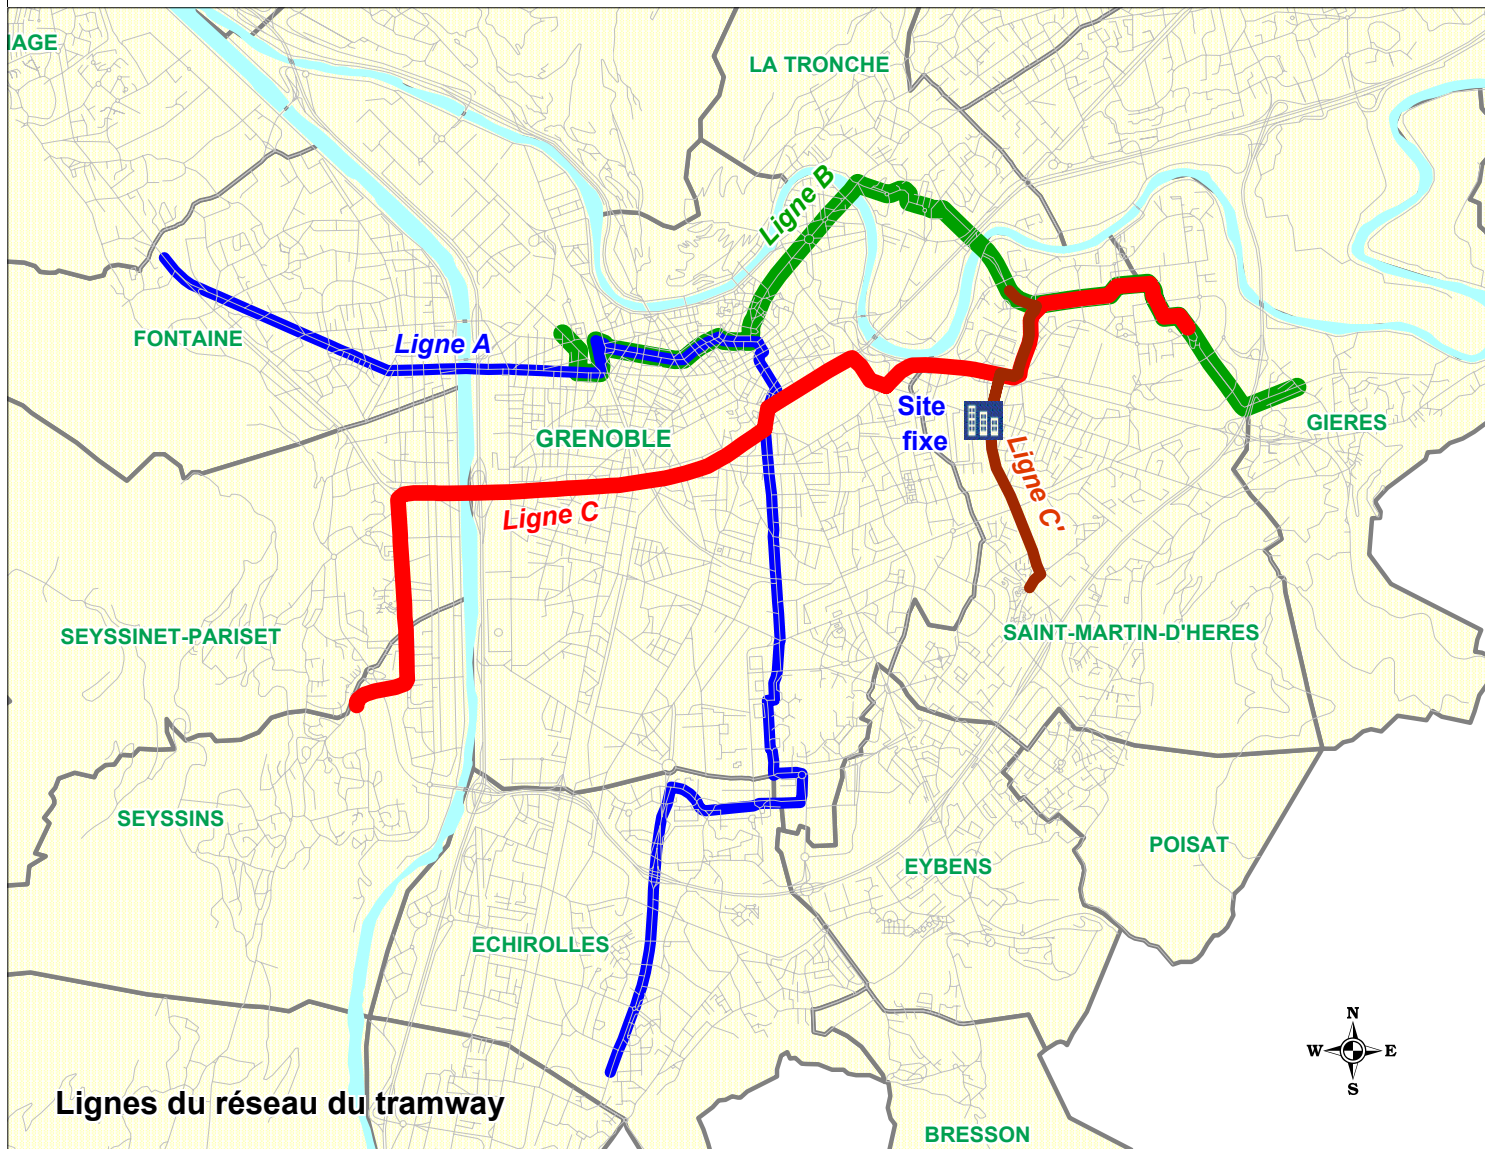 IAGE
LA TRONCHE
Ligne B
FONTAINE
Ligne A
Site
fixe
GIERES
GRENOBLE
Ligne C'
Ligne C
SEYSSINET-PARISET
SAINT-MARTIN-D'HERES
SEYSSINS
POISAT
EYBENS
ECHIROLLES
N
W E
S
Lignes du réseau du tramway
BRESSON